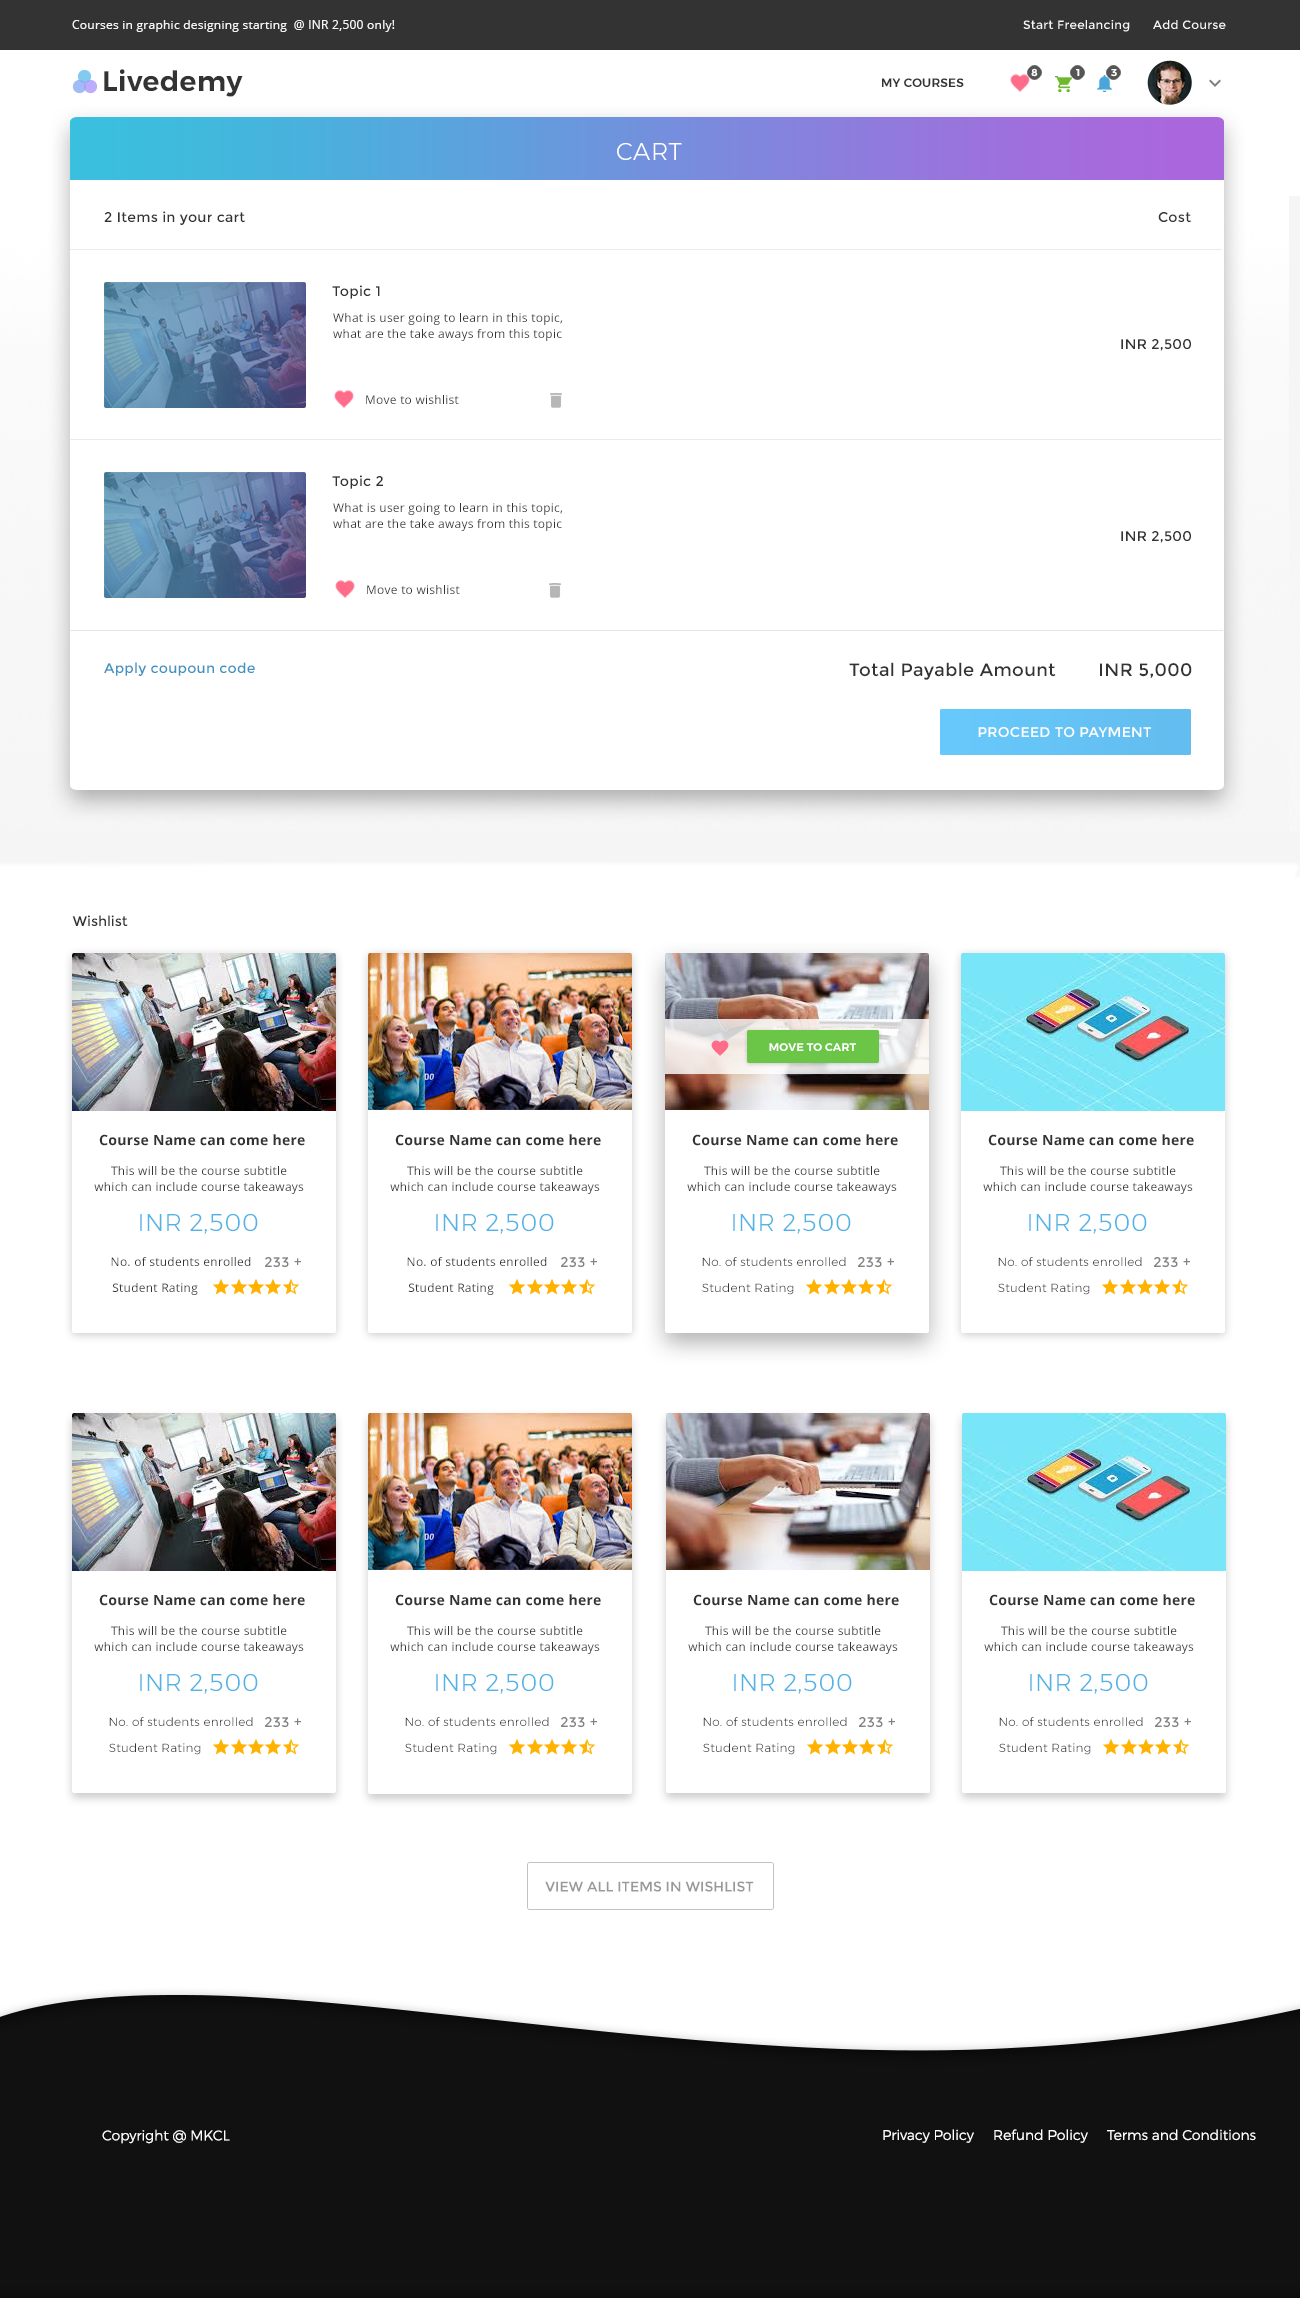 Courses in graphic designing starting @ INR 2,500 only!
Start Freelancing Add Course
Livedemy
MY COURSES 8 1 3
CART
2 Items in your cart Cost
Topic 1
What is user going to learn in this topic,
what are the take aways from this topic
INR 2,500
Move to wishlist
Topic 2
What is user going to learn in this topic,
what are the take aways from this topic
INR 2,500
Move to wishlist
Apply coupoun code
Total Payable Amount INR 5,000
PROCEED TO PAYMENT
Wishlist
Course Name can come here
This will be the course subtitle
which can include course takeaways
INR 2,500
No. of students enrolled 233 +
Student Rating
Course Name can come here
This will be the course subtitle
which can include course takeaways
INR 2,500
No. of students enrolled 233 +
Student Rating
MOVE TO CART
Course Name can come here
This will be the course subtitle
which can include course takeaways
INR 2,500
No. of students enrolled 233 +
Student Rating
Course Name can come here
This will be the course subtitle
which can include course takeaways
INR 2,500
No. of students enrolled 233 +
Student Rating
Course Name can come here
This will be the course subtitle
which can include course takeaways
INR 2,500
No. of students enrolled 233 +
Student Rating
Course Name can come here
This will be the course subtitle
which can include course takeaways
INR 2,500
No. of students enrolled 233 +
Student Rating
Course Name can come here
This will be the course subtitle
which can include course takeaways
INR 2,500
No. of students enrolled 233 +
Student Rating
Course Name can come here
This will be the course subtitle
which can include course takeaways
INR 2,500
No. of students enrolled 233 +
Student Rating
VIEW ALL ITEMS IN WISHLIST
Copyright @ MKCL
Privacy Policy Refund Policy Terms and Conditions